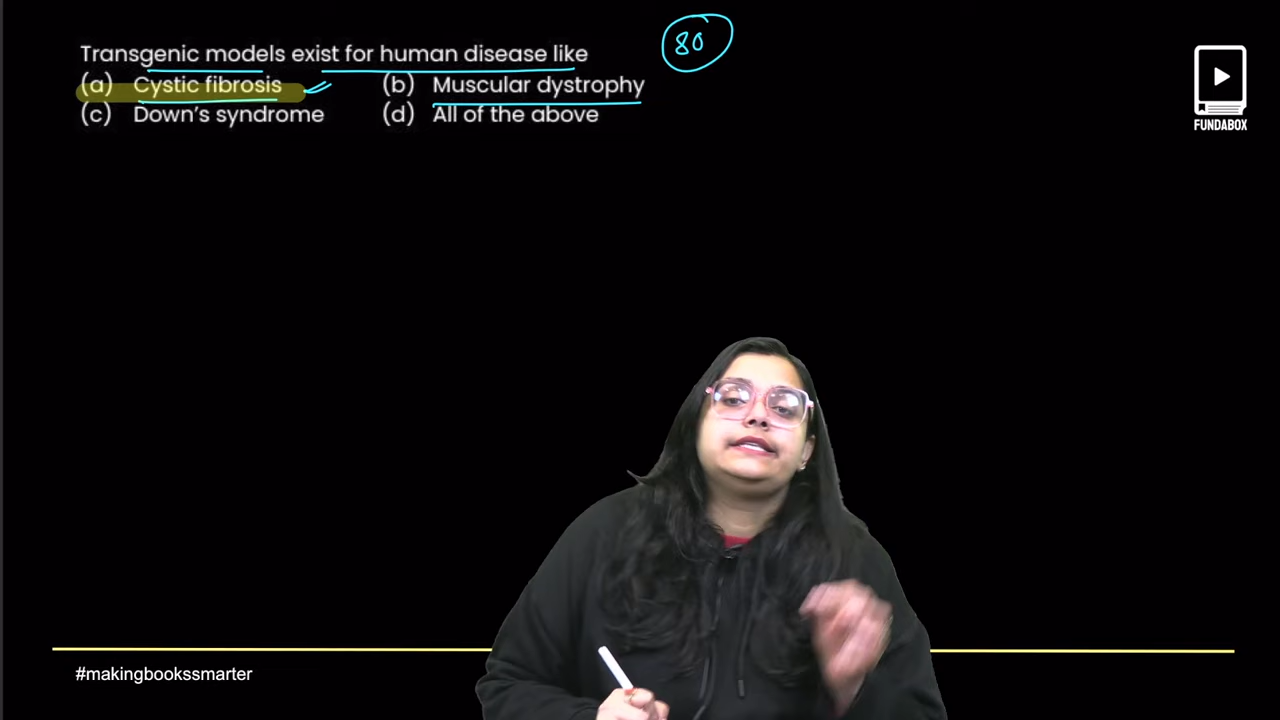 Transgenic models exist for human disease like
80
(a) Cystic fibrosis (b) Muscular dystrophy
(c) Down's syndrome (d) All of the above
FUNDABOX
#makingbookssmarter